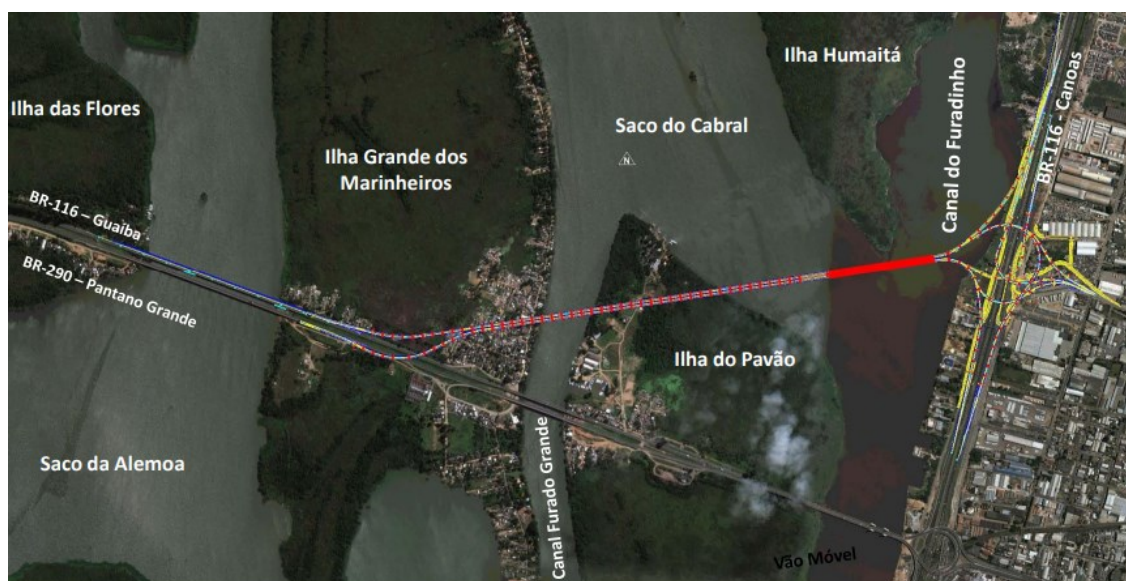 Ilha das Flores
Ilha Grande dos
Marinheiros
Saco do Cabral
N
Ilha Humaitá
Canal do Furadinho
BR-116 - Canoas
BR-116 – Guaiba
BR-290 – Pantano Grande
Ilha do Pavão
Saco da Alemoa
Canal Furado Grande
Vão Móvel